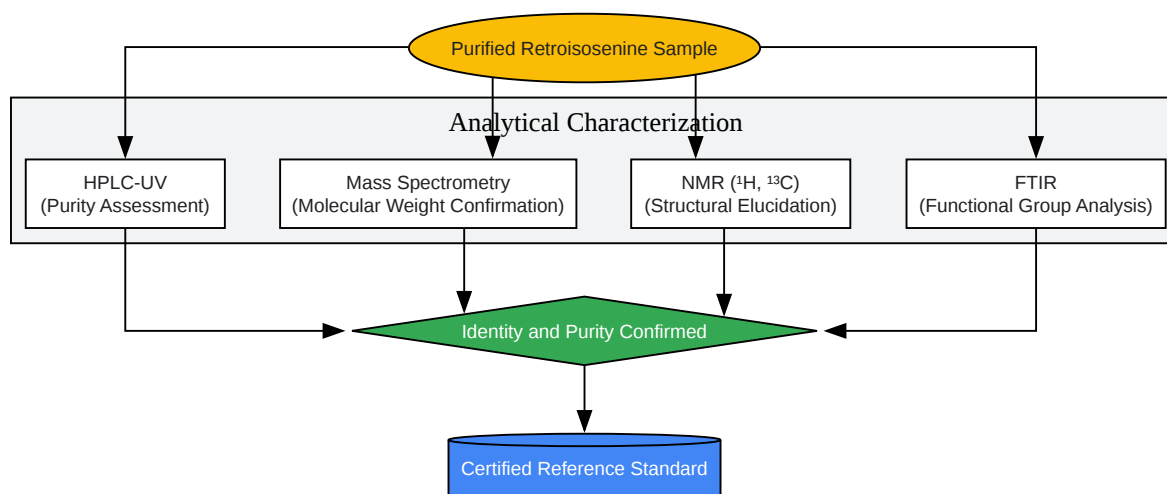 Purified Retroisosenine Sample
Analytical Characterization
HPLC-UV
(Purity Assessment)
Mass Spectrometry
(Molecular Weight Confirmation)
NMR (¹H, ¹³C)
(Structural Elucidation)
FTIR
(Functional Group Analysis)
Identity and Purity Confirmed
Certified Reference Standard